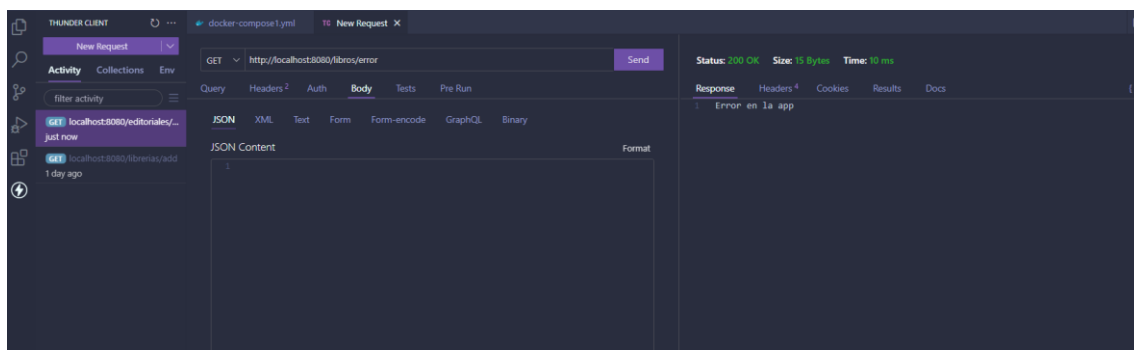 THUNDER CLIENT
New Request
Activity Collections Env
filter activity
GET localhost:8080/editoriales/...
just now
GET localhost:8080/librerias/add
1 day ago
docker-compose1.yml
TC New Request
GET http://localhost:8080/libros/error Send
Query Headers 2 Auth Body Tests Pre Run
JSON XML Text Form Form-encode GraphQL Binary
JSON Content Format
1
Status: 200 OK Size: 15 Bytes Time: 10 ms
Response Headers 4 Cookies Results Docs
1 Error en la app